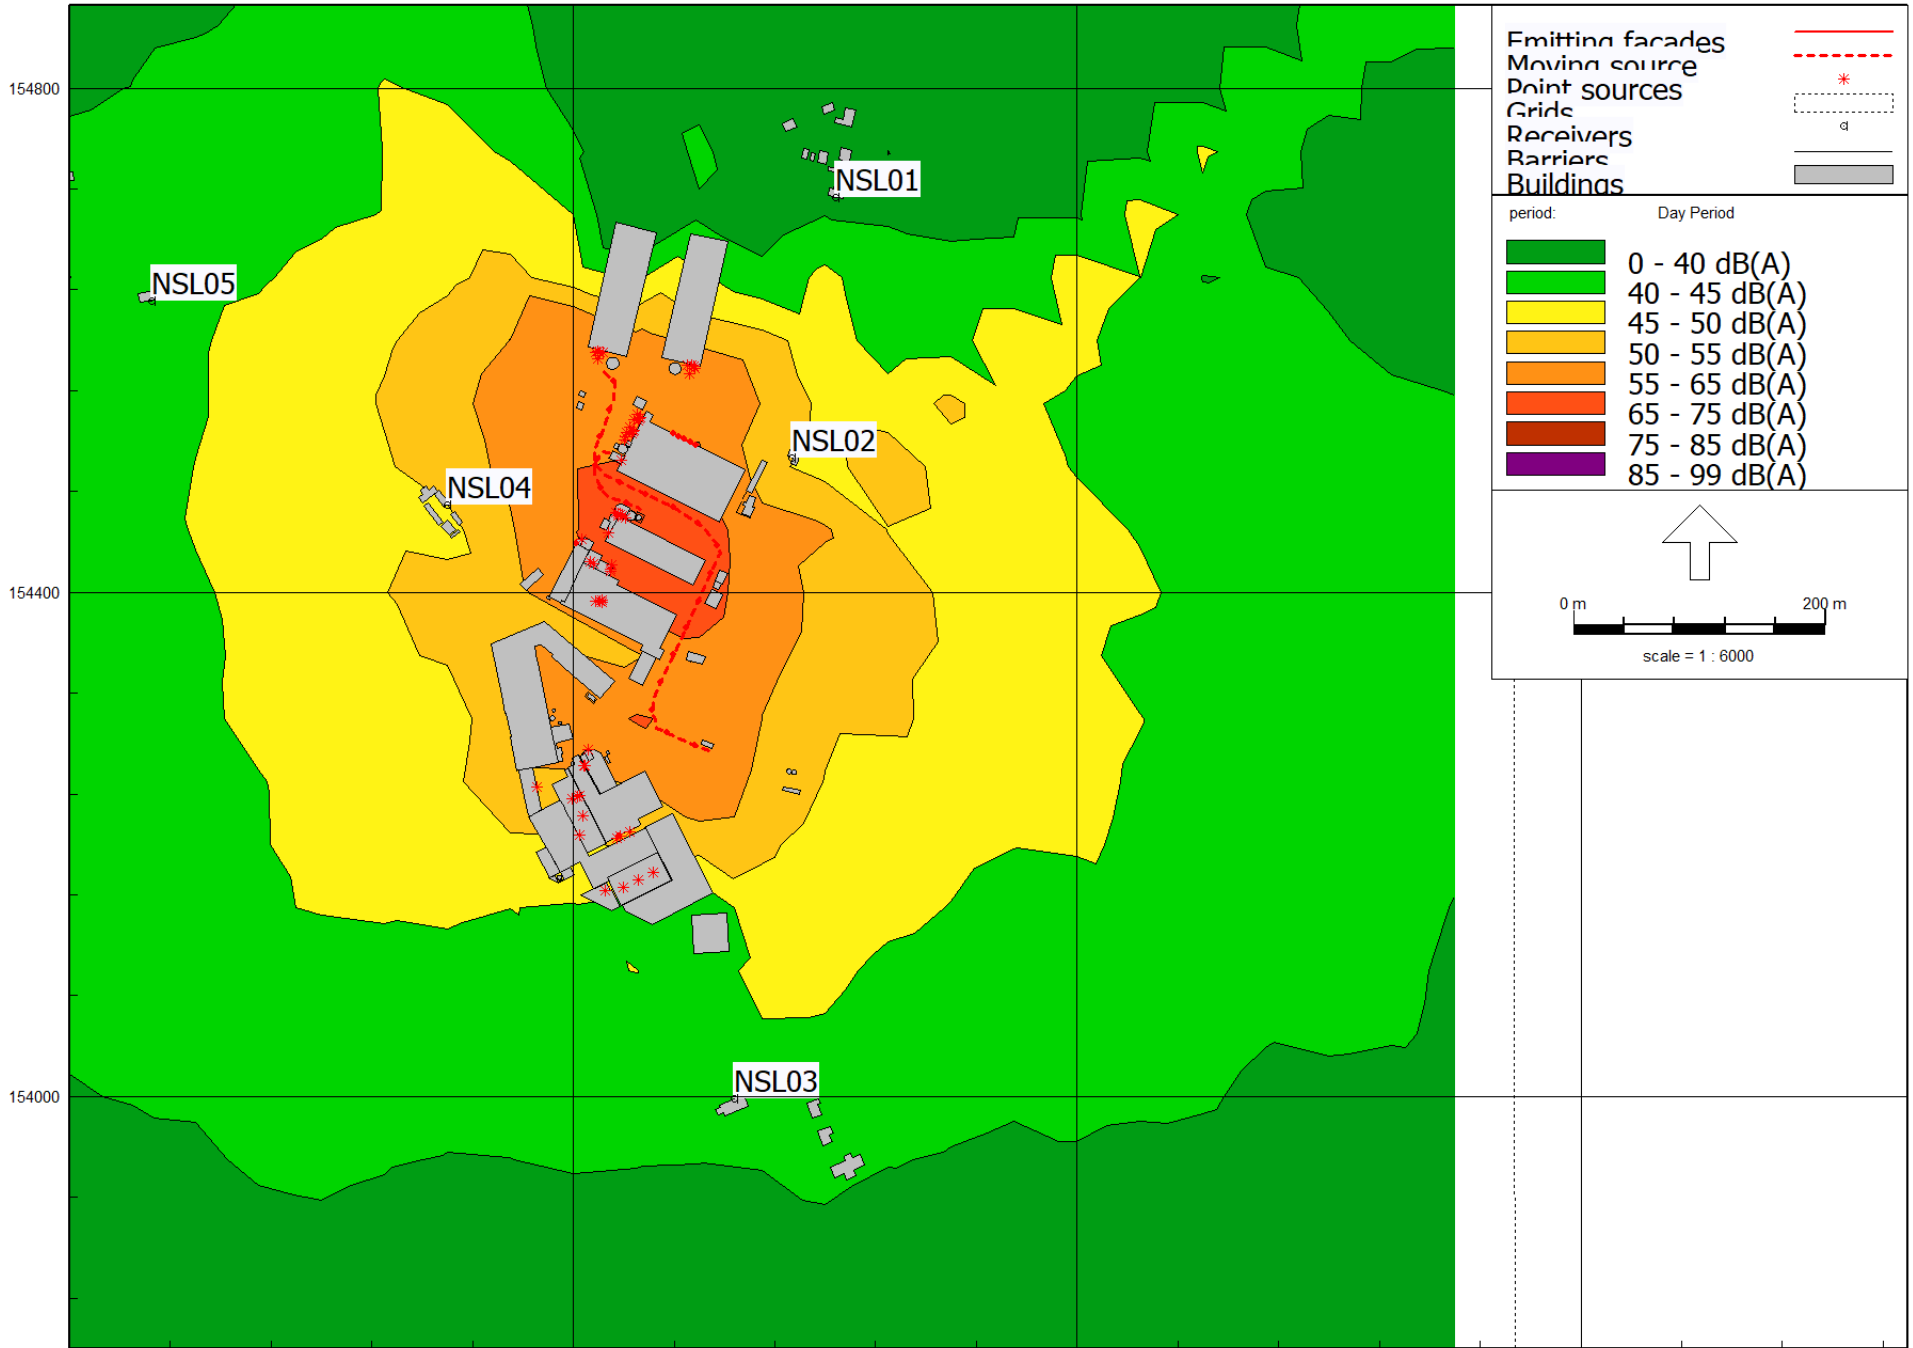 154800
154400
154000
NSL01
NSL05
NSL02
NSL04
NSL03
Emitting facades
Moving source
Point sources
Grids
Receivers
Barriers
Buildings
period: Day Period
0 - 40 dB(A)
40 - 45 dB(A)
45 - 50 dB(A)
50 - 55 dB(A)
55 - 65 dB(A)
65 - 75 dB(A)
75 - 85 dB(A)
85 - 99 dB(A)
0 m 200 m
scale = 1 : 6000